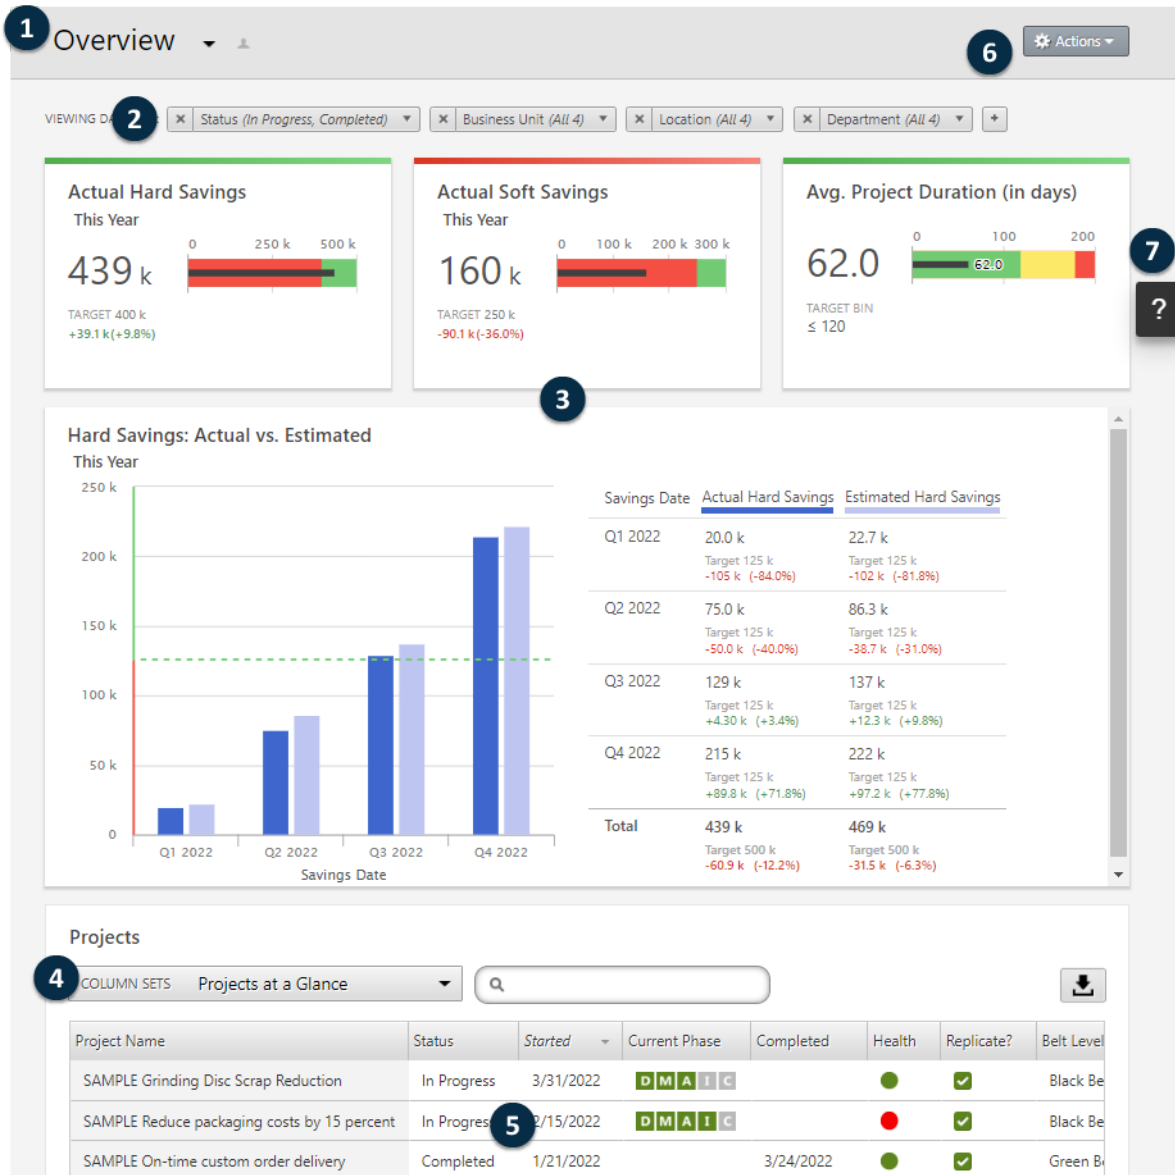 1
Overview
6
Actions
VIEWING DA
2
Status (In Progress, Completed)
Business Unit (All 4)
Location (All 4)
Department (All 4)
+
Actual Hard Savings
This Year
0 250 k 500 k
439 k
TARGET 400 k
+39.1 k (+9.8%)
Actual Soft Savings
This Year
0 100 k 200 k 300 k
160 k
TARGET 250 k
-90.1 k (-36.0%)
Avg. Project Duration (in days)
0 100 200
62.0
62.0
TARGET BIN
≤ 120
7
?
3
Hard Savings: Actual vs. Estimated
This Year
250 k
200 k
150 k
100 k
50 k
0
Q1 2022 Q2 2022 Q3 2022 Q4 2022
Savings Date
Savings Date Actual Hard Savings Estimated Hard Savings
Q1 2022 20.0 k 22.7 k
Target 125 k Target 125 k
-105 k (-84.0%) -102 k (-81.8%)
Q2 2022 75.0 k 86.3 k
Target 125 k Target 125 k
-50.0 k (-40.0%) -38.7 k (-31.0%)
Q3 2022 129 k 137 k
Target 125 k Target 125 k
+4.30 k (+3.4%) +12.3 k (+9.8%)
Q4 2022 215 k 222 k
Target 125 k Target 125 k
+89.8 k (+71.8%) +97.2 k (+77.8%)
Total 439 k 469 k
Target 500 k Target 500 k
-60.9 k (-12.2%) -31.5 k (-6.3%)
Projects
4
COLUMN SETS Projects at a Glance
Project Name Status Started Current Phase Completed Health Replicate? Belt Level
SAMPLE Grinding Disc Scrap Reduction In Progress 3/31/2022 D M A I C Black Be
SAMPLE Reduce packaging costs by 15 percent In Progres 5 2/15/2022 D M A I C Black Be
SAMPLE On-time custom order delivery Completed 1/21/2022 3/24/2022 Green Be